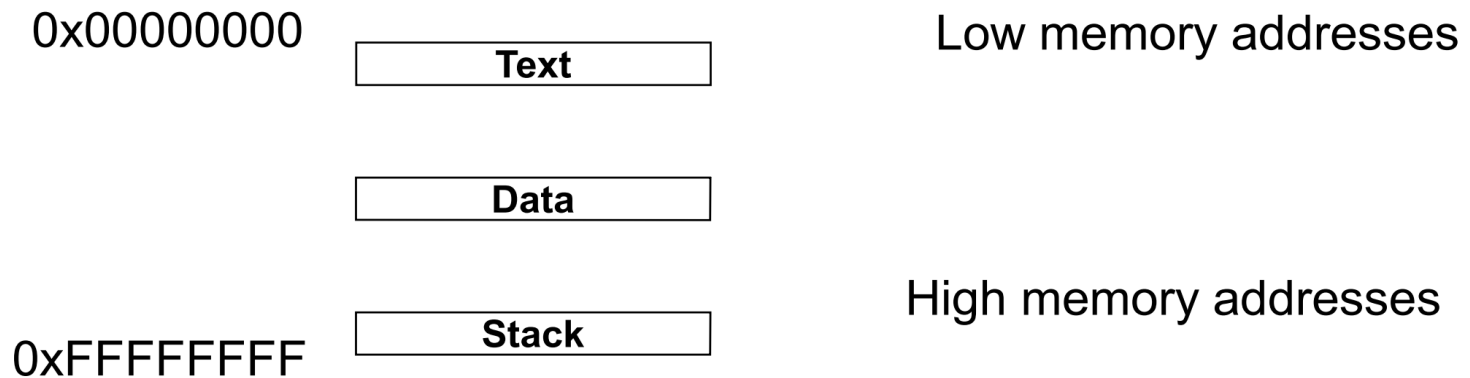 0x00000000
Text
Low memory addresses
Data
High memory addresses
Stack
0xFFFFFFFF